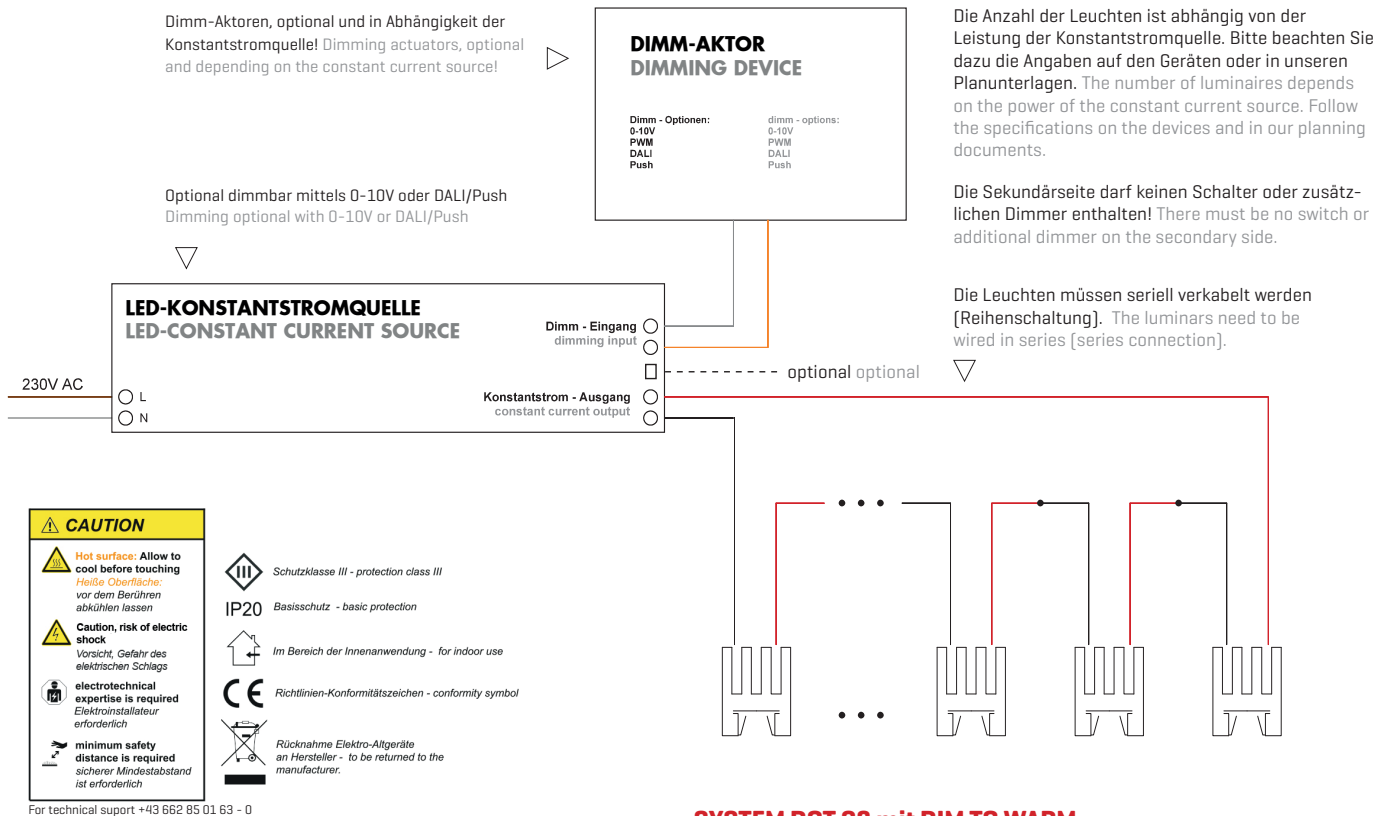 Dimm-Aktoren, optional und in Abhängigkeit der
Konstantstromquelle! Dimming actuators, optional
and depending on the constant current source!
DIMM-AKTOR
DIMMING DEVICE
Dimm - Optionen:
0-10V
PWM
DALI
Push
dimm - options:
0-10V
PWM
DALI
Push
Die Anzahl der Leuchten ist abhängig von der
Leistung der Konstantstromquelle. Bitte beachten Sie
dazu die Angaben auf den Geräten oder in unseren
Planunterlagen. The number of luminaires depends
on the power of the constant current source. Follow
the specifications on the devices and in our planning
documents.
Die Sekundärseite darf keinen Schalter oder zusätz-
lichen Dimmer enthalten! There must be no switch or
additional dimmer on the secondary side.
Die Leuchten müssen seriell verkabelt werden
(Reihenschaltung). The luminars need to be
wired in series (series connection).
Optional dimmbar mittels 0-10V oder DALI/Push
Dimming optional with 0-10V or DALI/Push
LED-KONSTANTSTROMQUELLE
LED-CONSTANT CURRENT SOURCE
Dimm - Eingang
dimming input
optional optional
Konstantstrom - Ausgang
constant current output
230V AC
L
N
CAUTION
Hot surface: Allow to
cool before touching
Heiße Oberfläche:
vor dem Berühren
abkühlen lassen
Caution, risk of electric
shock
Vorsicht, Gefahr des
elektrischen Schlags
electrotechnical
expertise is required
Elektroinstallateur
erforderlich
minimum safety
distance is required
sicherer Mindestabstand
ist erforderlich
For technical suport +43 662 85 01 63 - 0
III
Schutzklasse III - protection class III
IP20
Basisschutz - basic protection
Im Bereich der Innenanwendung - for indoor use
CE
Richtlinien-Konformitätszeichen - conformity symbol
Rücknahme Elektro-Altgeräte
an Hersteller - to be returned to the
manufacturer.